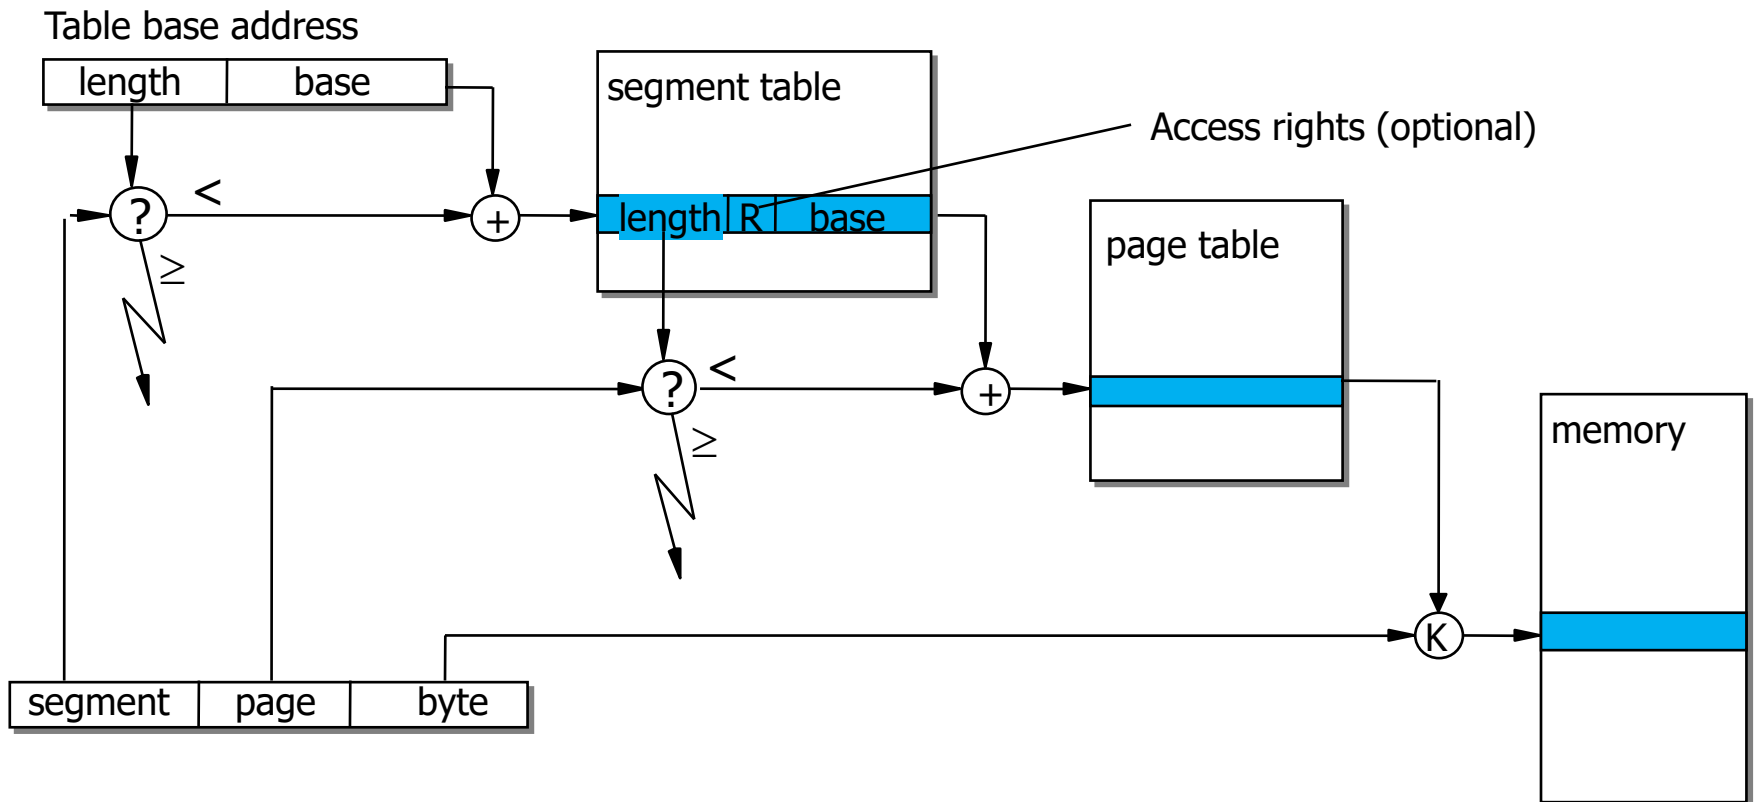 Table base address
length base
segment table
Access rights (optional)
? <
+
length R base
≥
page table
? <
+
≥
memory
K
segment page byte